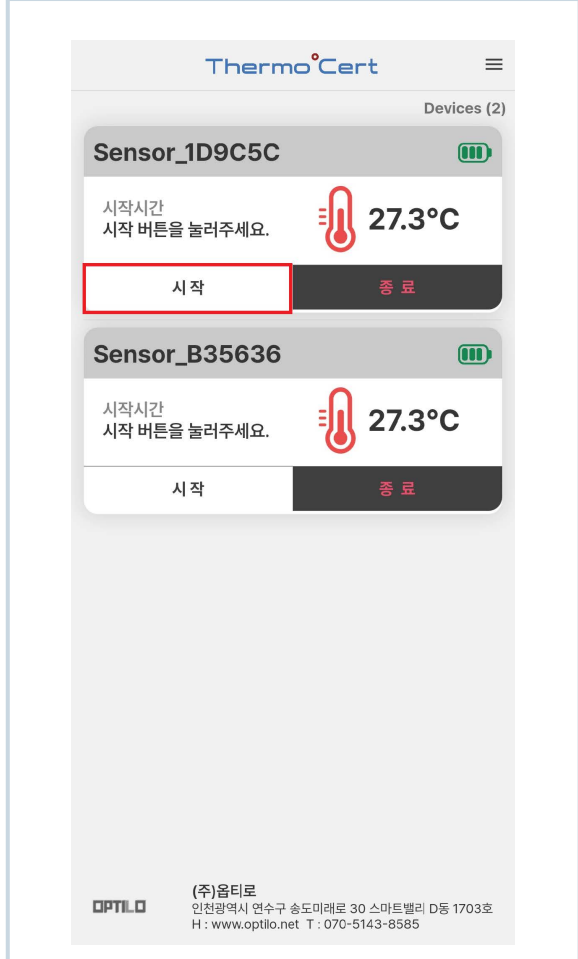 Thermo°Cert
Devices (2)
Sensor_1D9C5C
시작시간
시작 버튼을 눌러주세요.
27.3°C
시 작
종 료
Sensor_B35636
시작시간
시작 버튼을 눌러주세요.
27.3°C
시 작
종 료
OPTILO
(주)옵티로
인천광역시 연수구 송도미래로 30 스마트밸리 D동 1703호
H : www.optilo.net T : 070-5143-8585